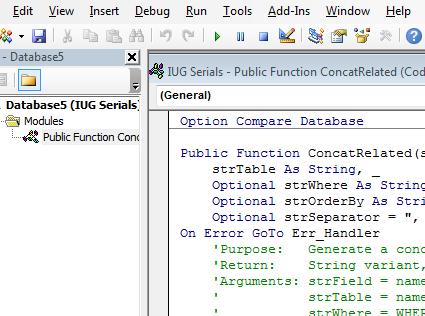 Edit View Insert Debug Run Tools Add-Ins Window Help
- Database5
IUG Serials - Public Function ConcatRelated (Cod
(General)
Database5 (IUG Serials)
Modules
Public Function Conc
Option Compare Database
Public Function ConcatRelated(s
strTable As String, _
Optional strWhere As String
Optional strOrderBy As Stri
Optional strSeparator = ",
On Error GoTo Err_Handler
'Purpose: Generate a conc
'Return: String variant,
'Arguments: strField = name
' strTable = name
' strWhere = WHER